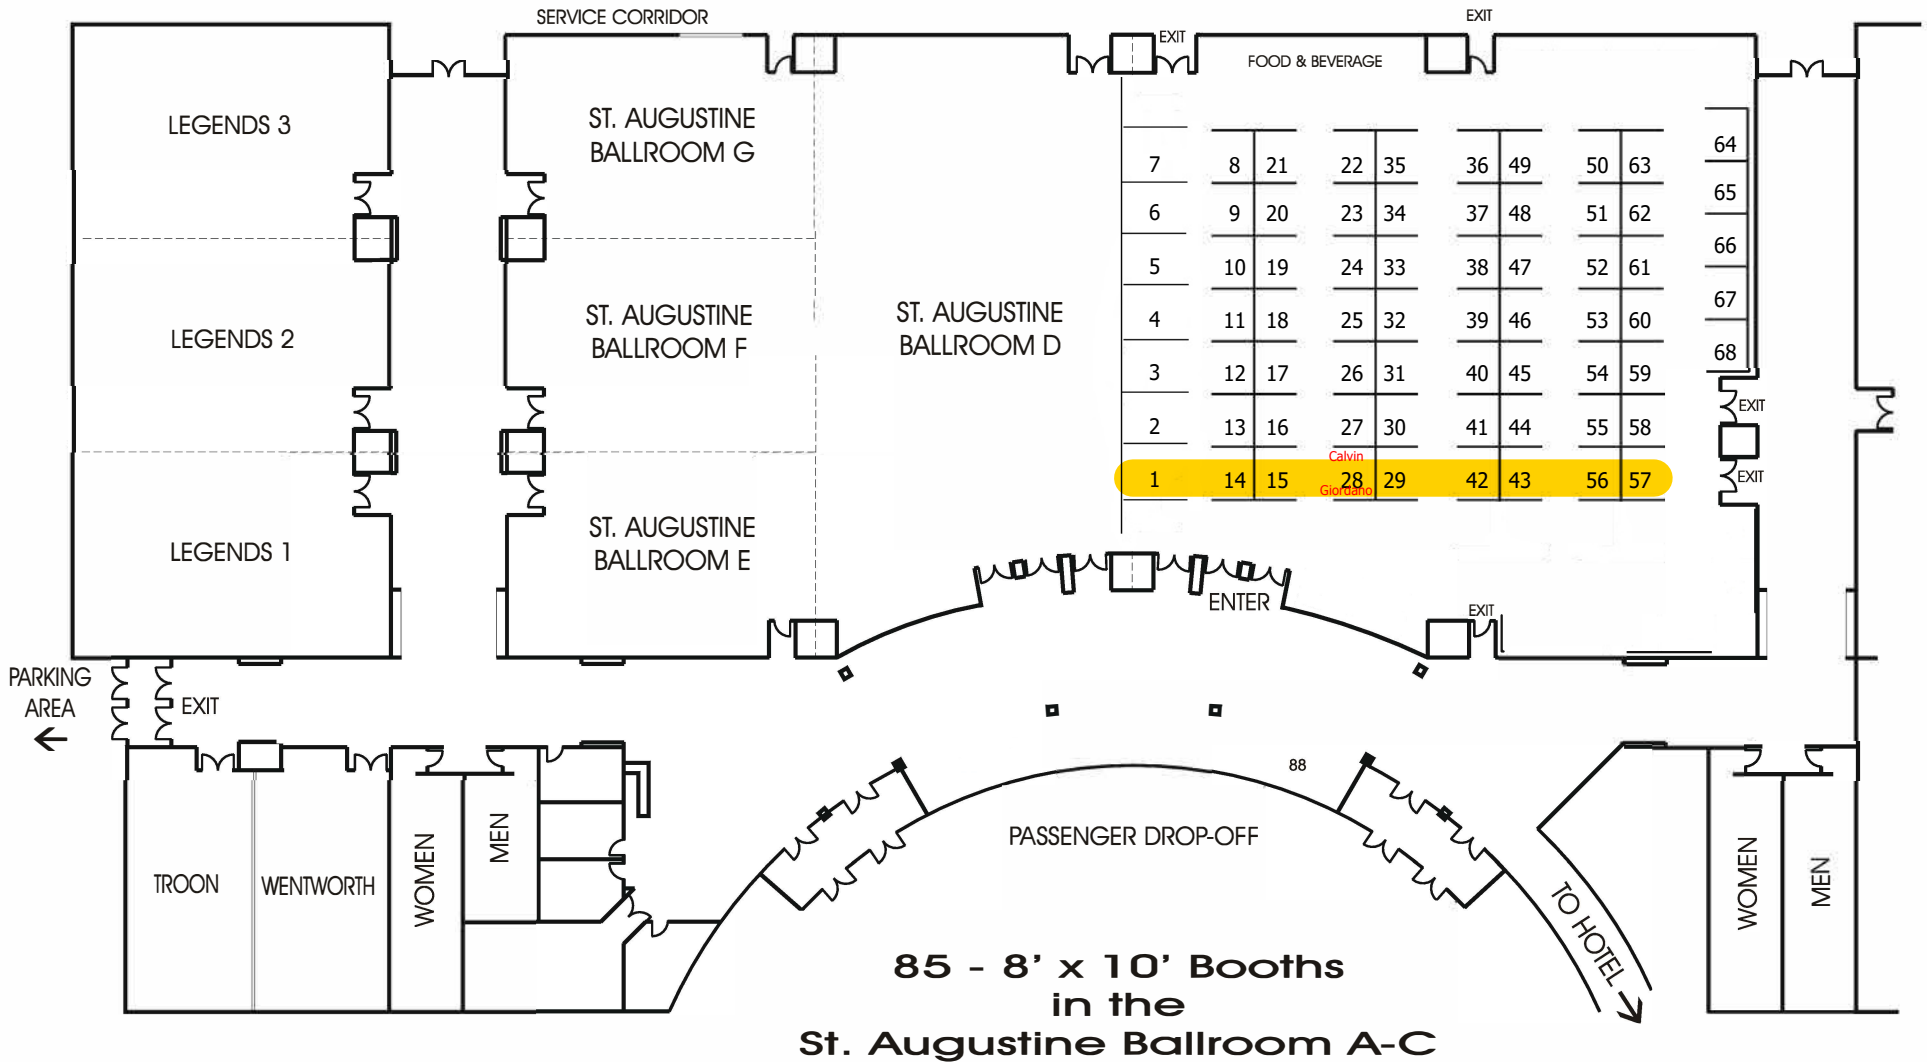 SERVICE CORRIDOR
EXIT
EXIT
FOOD & BEVERAGE
LEGENDS 3
ST. AUGUSTINE
BALLROOM G
7 8 21 22 35 36 49 50 63 64
6 9 20 23 34 37 48 51 62 65
5 10 19 24 33 38 47 52 61 66
LEGENDS 2
ST. AUGUSTINE
BALLROOM F
ST. AUGUSTINE
BALLROOM D
4 11 18 25 32 39 46 53 60 67
3 12 17 26 31 40 45 54 59 68
EXIT
2 13 16 27 30 41 44 55 58
Calvin
1 14 15 28 29 42 43 56 57
Giordano
EXIT
LEGENDS 1
ST. AUGUSTINE
BALLROOM E
ENTER
EXIT
PARKING
AREA
EXIT
88
PASSENGER DROP-OFF
TROON
WENTWORTH
WOMEN
MEN
TO HOTEL
WOMEN
MEN
85 - 8’ x 10’ Booths
in the
St. Augustine Ballroom A-C